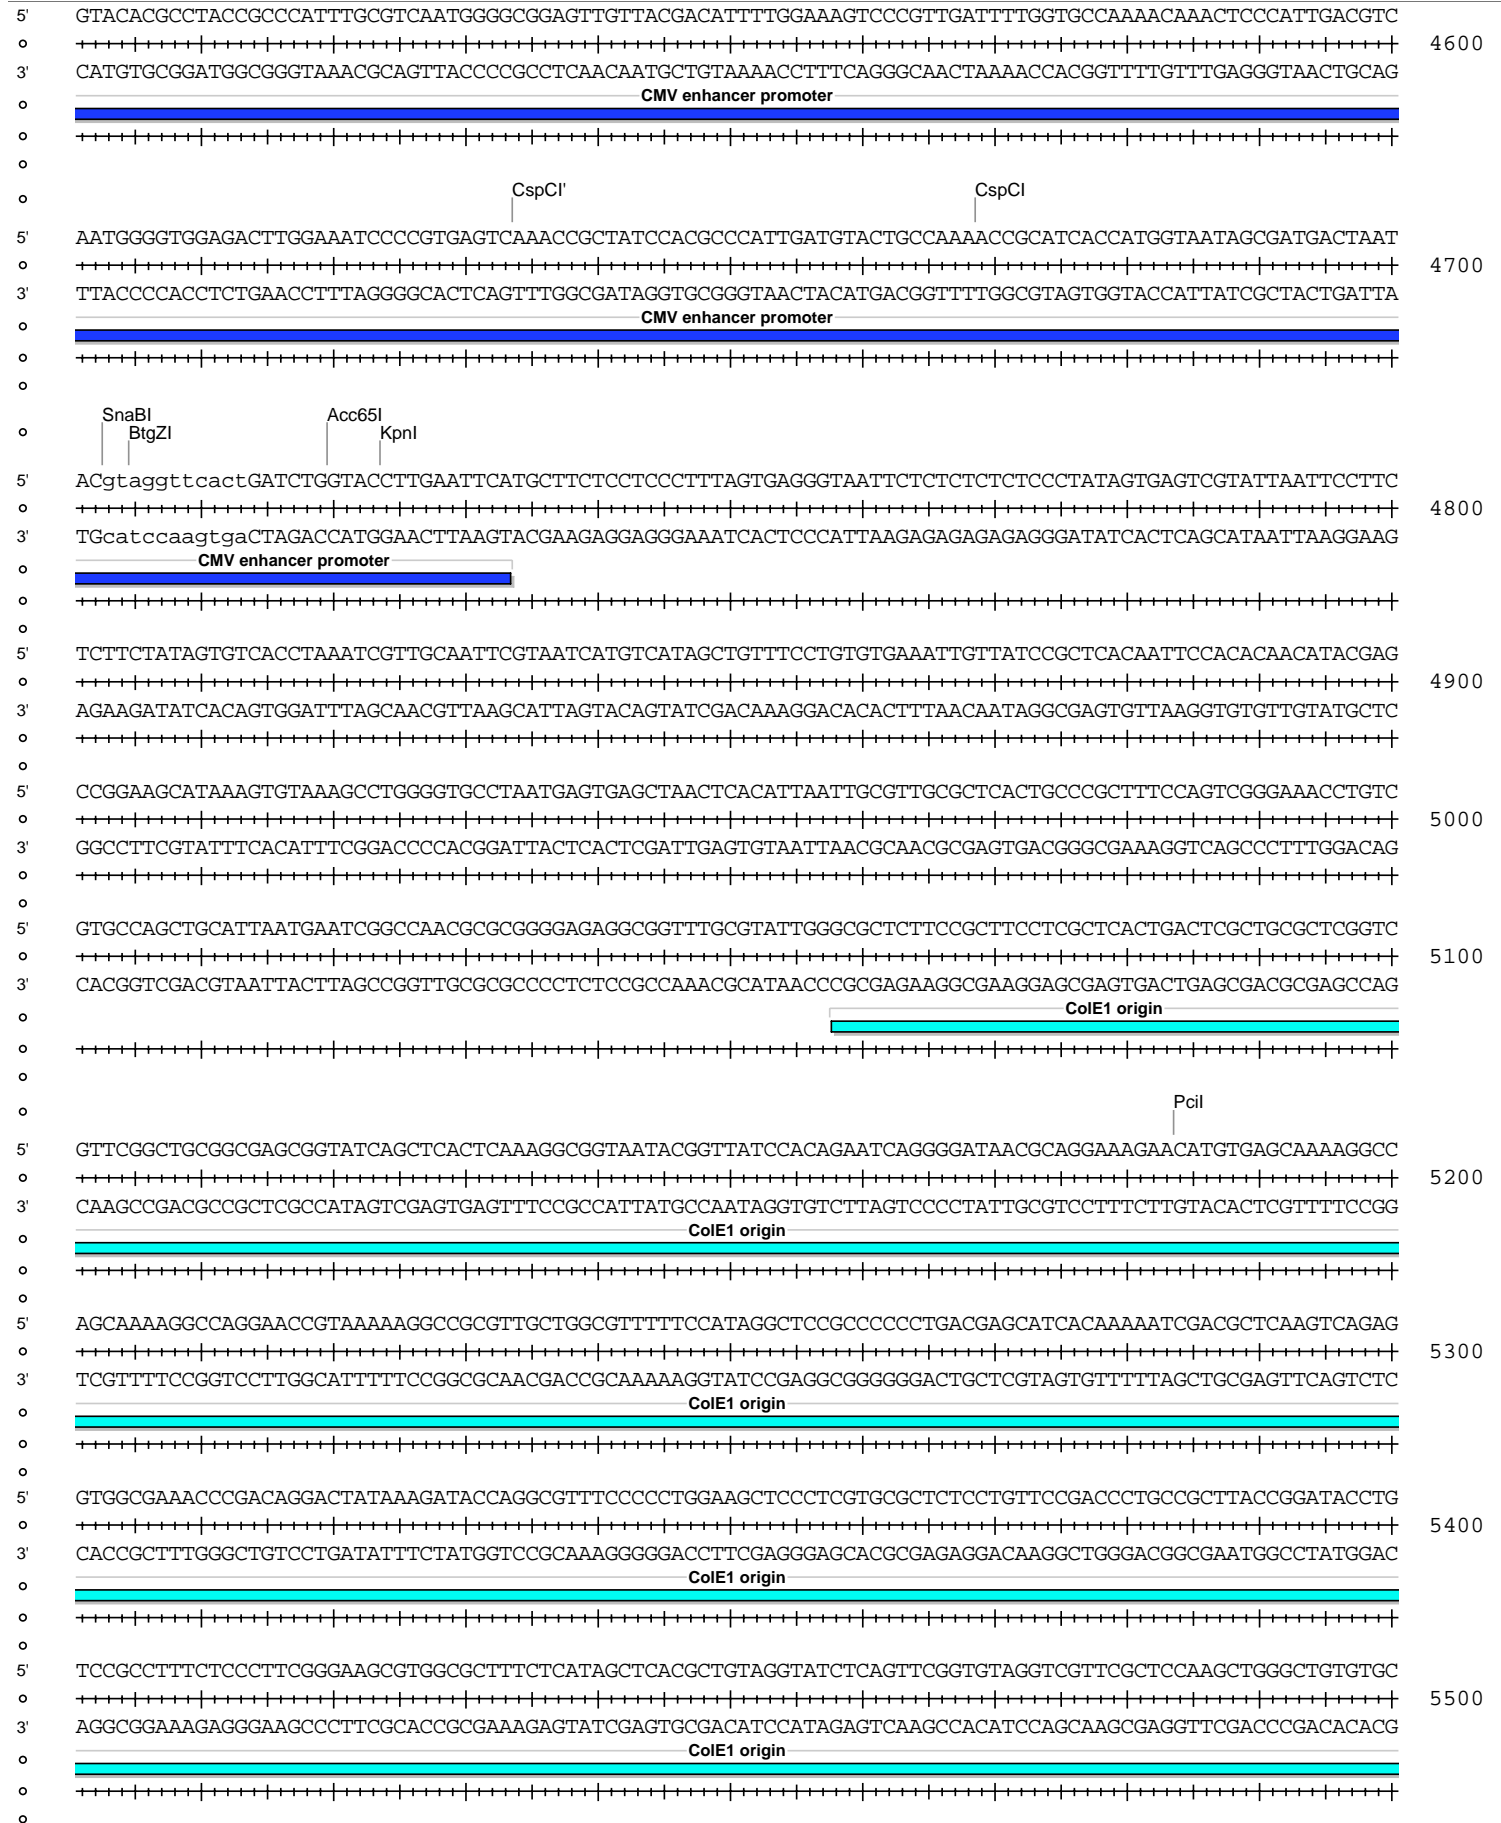 5' GTACACGCCTACCGCCCATTTGCGTCAATGGGGCGGAGTTGTTACGACATTTTGGAAAGTCCCGTTGATTTTGGTGCCAAAACAAACTCCCATTGACGTC
4600
3' CATGTGCGGATGGCGGGTAAACGCAGTTACCCCGCCTCAACAATGCTGTAAAACCTTTCAGGGCAACTAAAACCACGGTTTTGTTTGAGGGTAACTGCAG
CMV enhancer promoter
CspCI' CspCI
5' AATGGGGTGGAGACTTGGAAATCCCCGTGAGTCAAACCGCTATCCACGCCCATTGATGTACTGCCAAAACCGCATCACCATGGTAATAGCGATGACTAAT
4700
3' TTACCCCACCTCTGAACCTTTAGGGGCACTCAGTTTGGCGATAGGTGCGGGTAACTACATGACGGTTTTGGCGTAGTGGTACCATTATCGCTACTGATTA
CMV enhancer promoter
SnaBI Acc65I
BtgZI KpnI
5' ACgtaggttcactGATCTGGTACCTTGAATTCATGCTTCTCCTCCCTTTAGTGAGGGTAATTCTCTCTCTCTCCCTATAGTGAGTCGTATTAATTCCTTC
4800
3' TGcatccaagtgaCTAGACCATGGAACTTAAGTACGAAGAGGAGGGAAATCACTCCCATTAAGAGAGAGAGAGGGATATCACTCAGCATAATTAAGGAAG
CMV enhancer promoter
5' TCTTCTATAGTGTCACCTAAATCGTTGCAATTCGTAATCATGTCATAGCTGTTTCCTGTGTGAAATTGTTATCCGCTCACAATTCCACACAACATACGAG
4900
3' AGAAGATATCACAGTGGATTTAGCAACGTTAAGCATTAGTACAGTATCGACAAAGGACACACTTTAACAATAGGCGAGTGTTAAGGTGTGTTGTATGCTC
5' CCGGAAGCATAAAGTGTAAAGCCTGGGGTGCCTAATGAGTGAGCTAACTCACATTAATTGCGTTGCGCTCACTGCCCGCTTTCCAGTCGGGAAACCTGTC
5000
3' GGCCTTCGTATTTCACATTTCGGACCCCACGGATTACTCACTCGATTGAGTGTAATTAACGCAACGCGAGTGACGGGCGAAAGGTCAGCCCTTTGGACAG
5' GTGCCAGCTGCATTAATGAATCGGCCAACGCGCGGGGAGAGGCGGTTTGCGTATTGGGCGCTCTTCCGCTTCCTCGCTCACTGACTCGCTGCGCTCGGTC
5100
3' CACGGTCGACGTAATTACTTAGCCGGTTGCGCGCCCCTCTCCGCCAAACGCATAACCCGCGAGAAGGCGAAGGAGCGAGTGACTGAGCGACGCGAGCCAG
ColE1 origin
PciI
5' GTTCGGCTGCGGCGAGCGGTATCAGCTCACTCAAAGGCGGTAATACGGTTATCCACAGAATCAGGGGATAACGCAGGAAAGAACATGTGAGCAAAAGGCC
5200
3' CAAGCCGACGCCGCTCGCCATAGTCGAGTGAGTTTCCGCCATTATGCCAATAGGTGTCTTAGTCCCCTATTGCGTCCTTTCTTGTACACTCGTTTTCCGG
ColE1 origin
5' AGCAAAAGGCCAGGAACCGTAAAAAGGCCGCGTTGCTGGCGTTTTTCCATAGGCTCCGCCCCCCTGACGAGCATCACAAAAATCGACGCTCAAGTCAGAG
5300
3' TCGTTTTCCGGTCCTTGGCATTTTTCCGGCGCAACGACCGCAAAAAGGTATCCGAGGCGGGGGGACTGCTCGTAGTGTTTTTAGCTGCGAGTTCAGTCTC
ColE1 origin
5' GTGGCGAAACCCGACAGGACTATAAAGATACCAGGCGTTTCCCCCTGGAAGCTCCCTCGTGCGCTCTCCTGTTCCGACCCTGCCGCTTACCGGATACCTG
5400
3' CACCGCTTTGGGCTGTCCTGATATTTCTATGGTCCGCAAAGGGGGACCTTCGAGGGAGCACGCGAGAGGACAAGGCTGGGACGGCGAATGGCCTATGGAC
ColE1 origin
5' TCCGCCTTTCTCCCTTCGGGAAGCGTGGCGCTTTCTCATAGCTCACGCTGTAGGTATCTCAGTTCGGTGTAGGTCGTTCGCTCCAAGCTGGGCTGTGTGC
5500
3' AGGCGGAAAGAGGGAAGCCCTTCGCACCGCGAAAGAGTATCGAGTGCGACATCCATAGAGTCAAGCCACATCCAGCAAGCGAGGTTCGACCCGACACACG
ColE1 origin